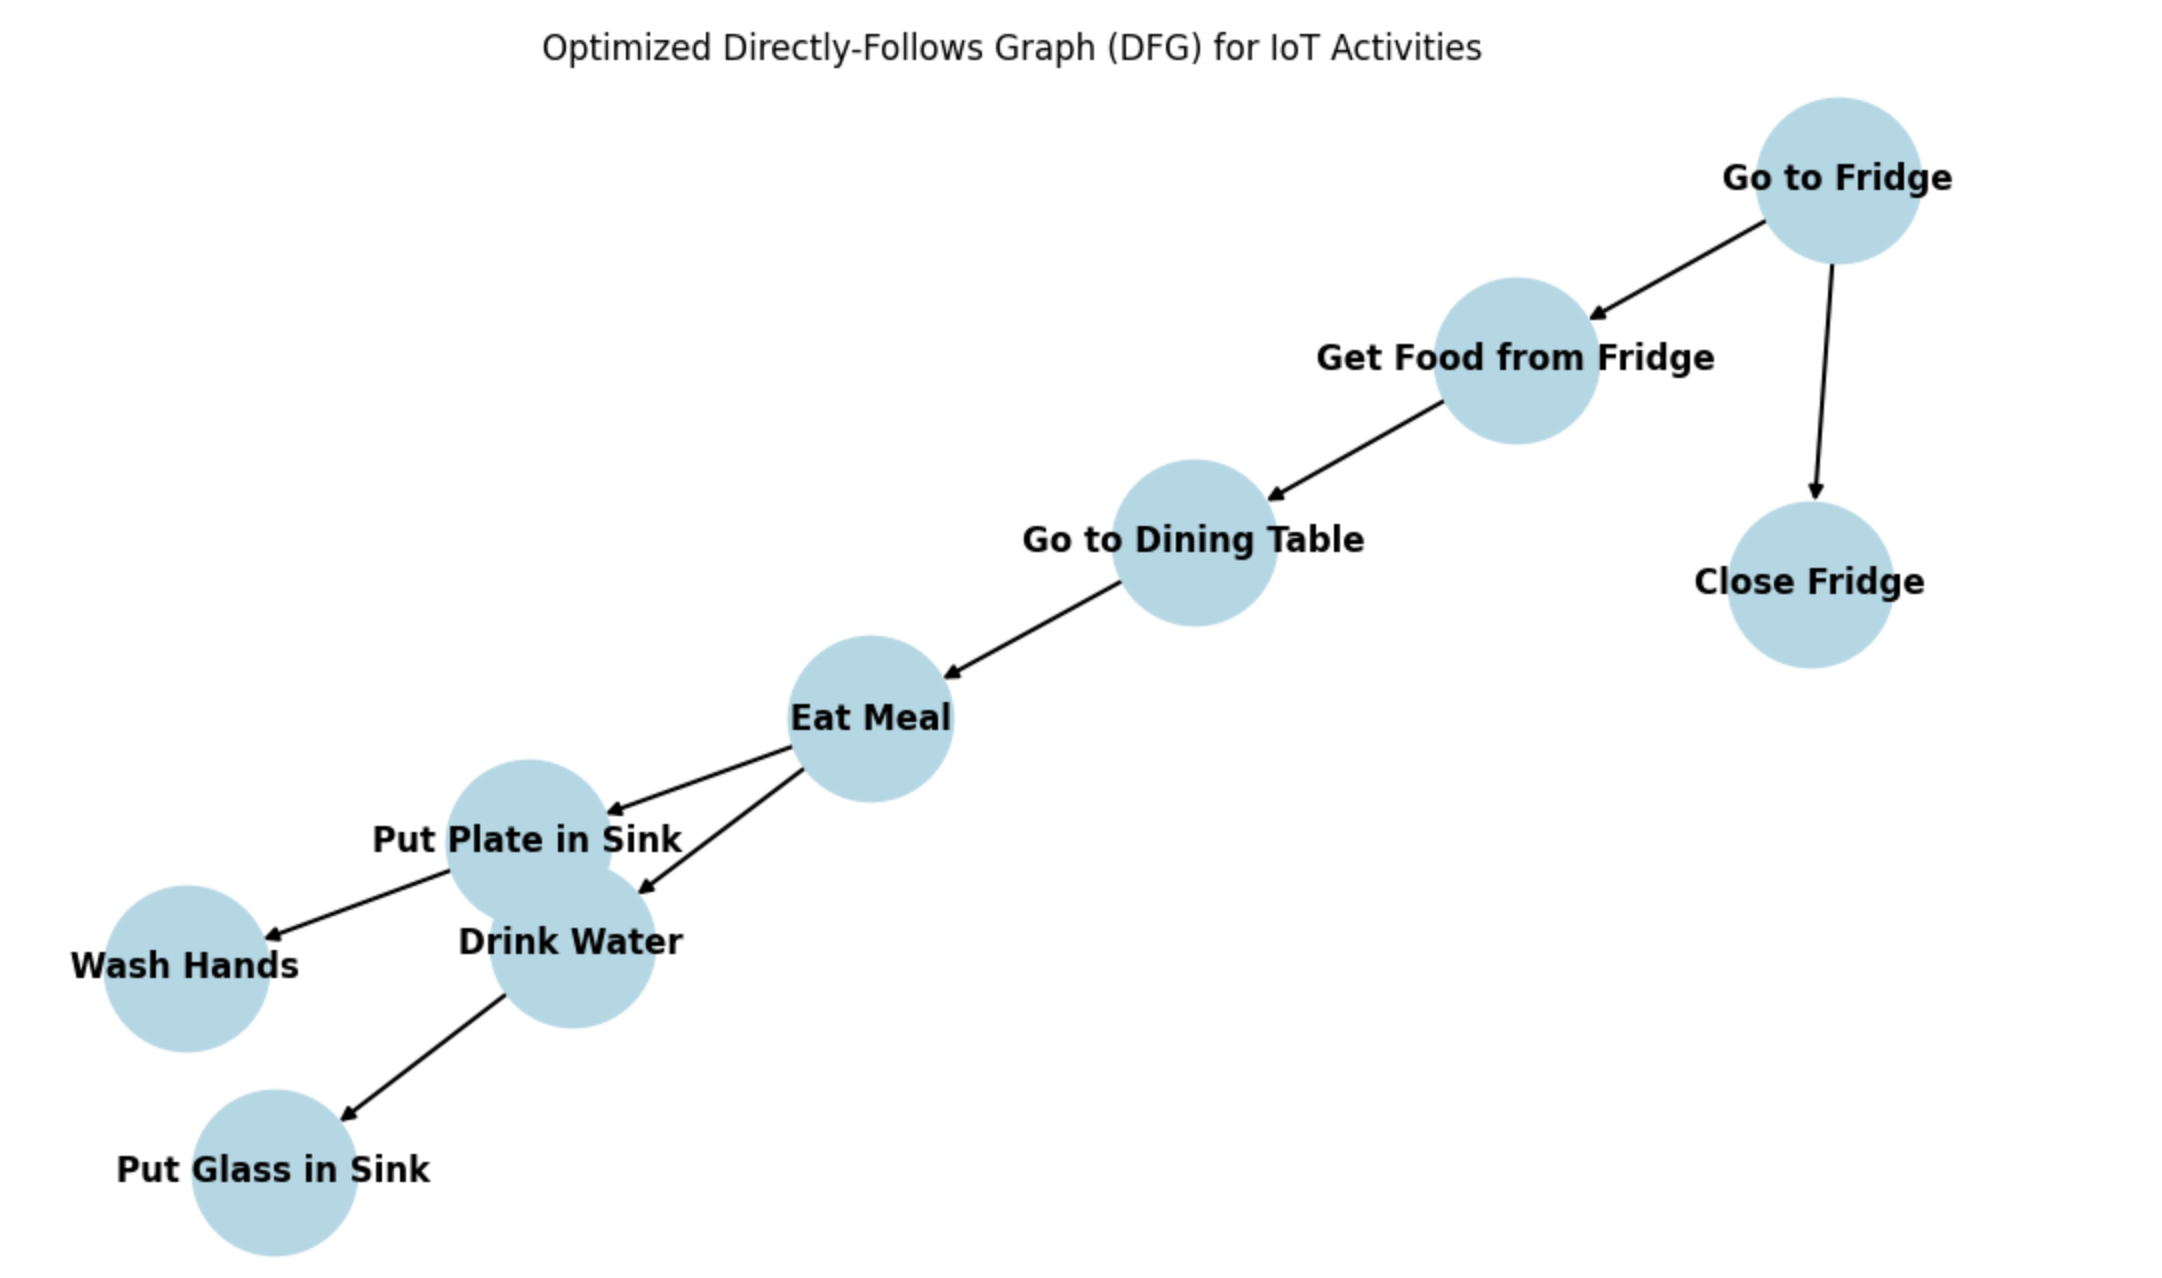 Optimized Directly-Follows Graph (DFG) for IoT Activities
Go to Fridge
Get Food from Fridge
Go to Dining Table
Close Fridge
Eat Meal
Put Plate in Sink
Drink Water
Wash Hands
Put Glass in Sink